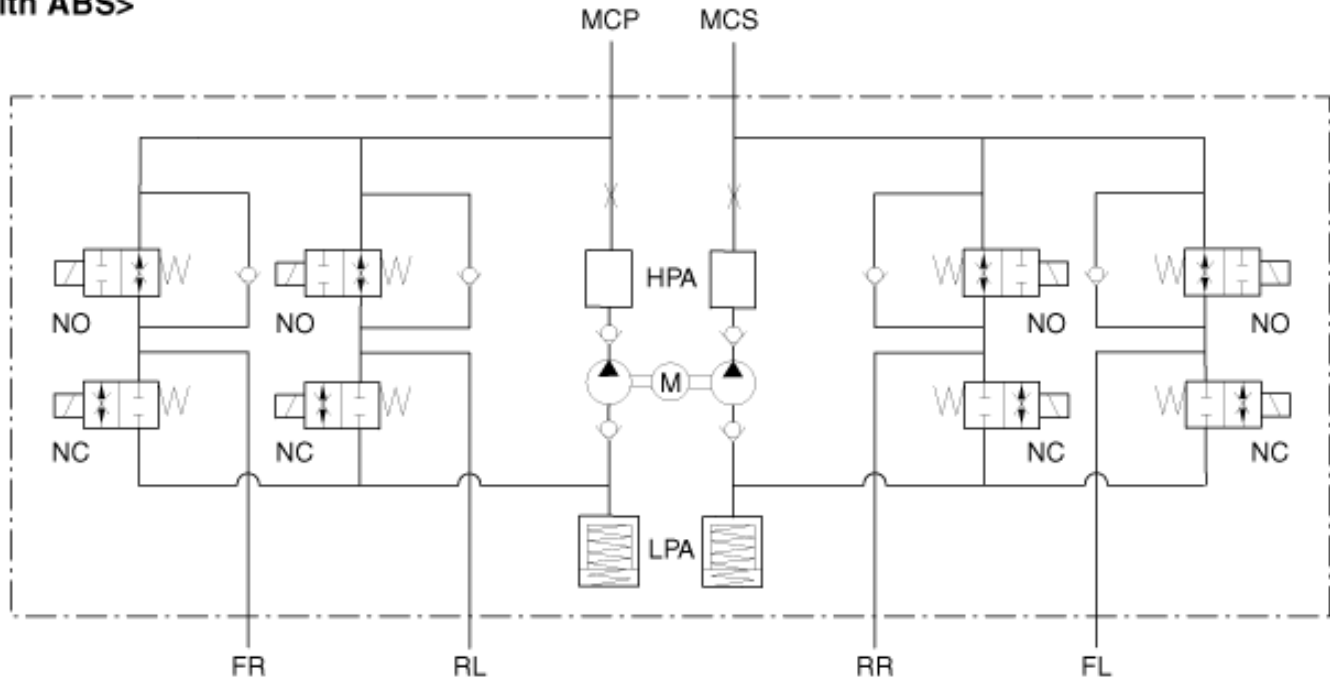 ith ABS>
MCP MCS
HPA
NO NO NO NO
M
NC NC NC NC
LPA
FR RL RR FL